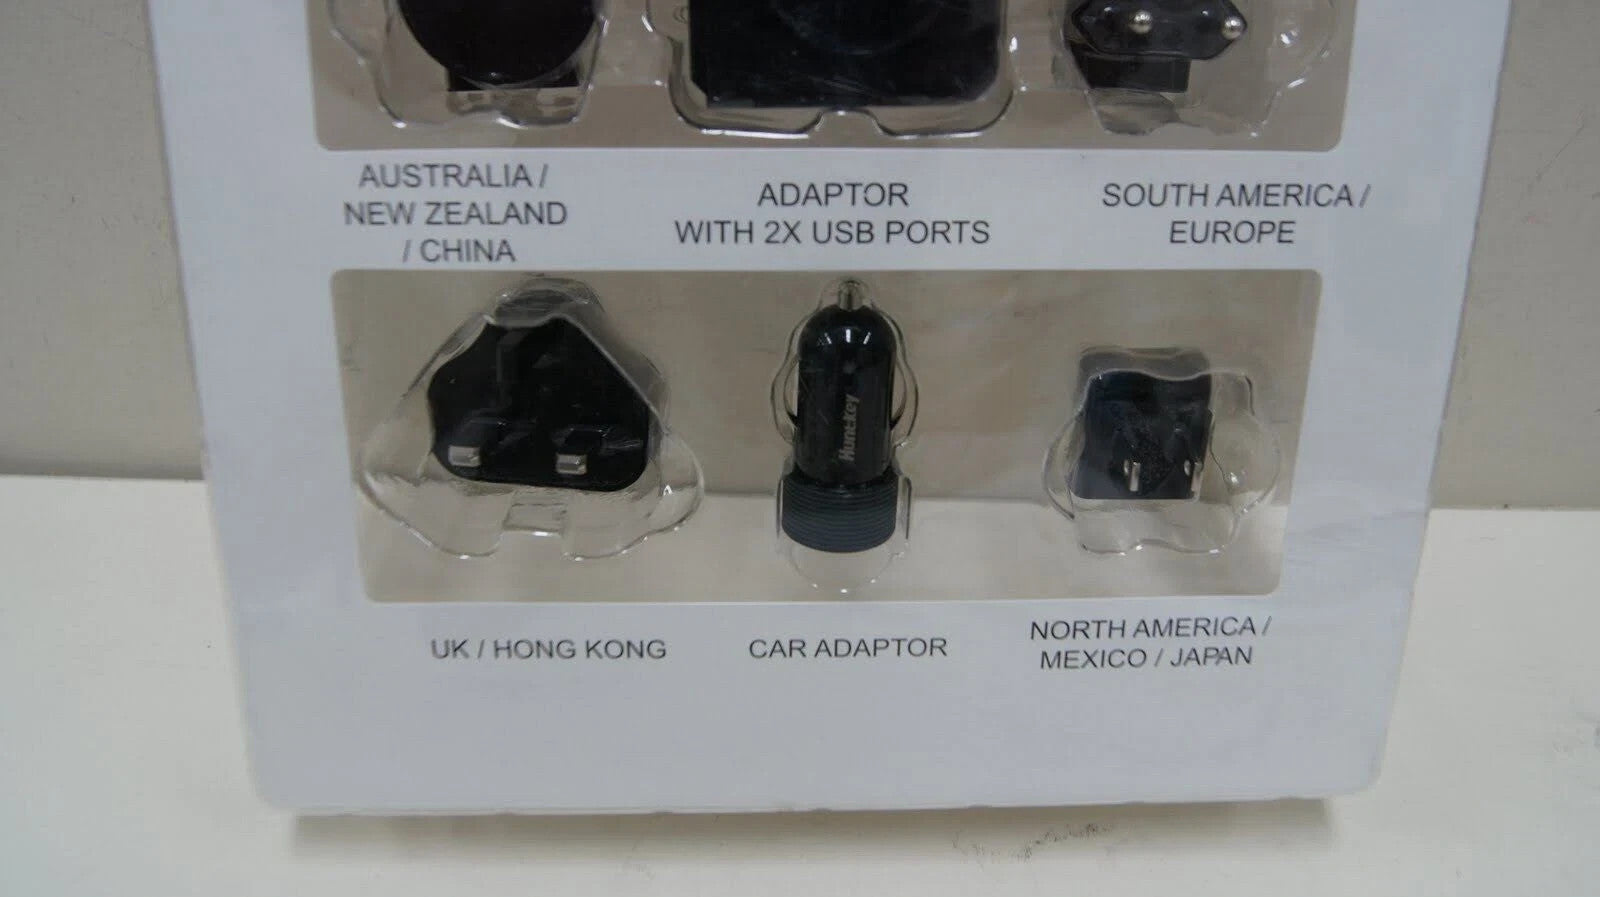 AUSTRALIA /
NEW ZEALAND
/ CHINA
ADAPTOR
WITH 2X USB PORTS
SOUTH AMERICA /
EUROPE
Huntkey
UK / HONG KONG
CAR ADAPTOR
NORTH AMERICA /
MEXICO / JAPAN